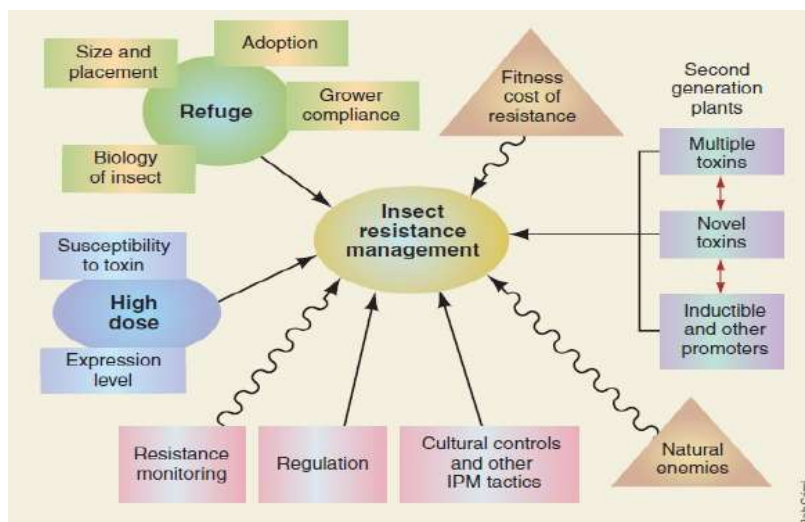 Size and
placement
Adoption
Refuge
Grower
compliance
Biology
of insect
Fitness
cost of
resistance
Second
generation
plants
Multiple
toxins
Novel
toxins
Inductible
and other
promoters
Insect
resistance
management
Susceptibility
to toxin
High
dose
Expression
level
Resistance
monitoring
Regulation
Cultural controls
and other
IPM tactics
Natural
enemies